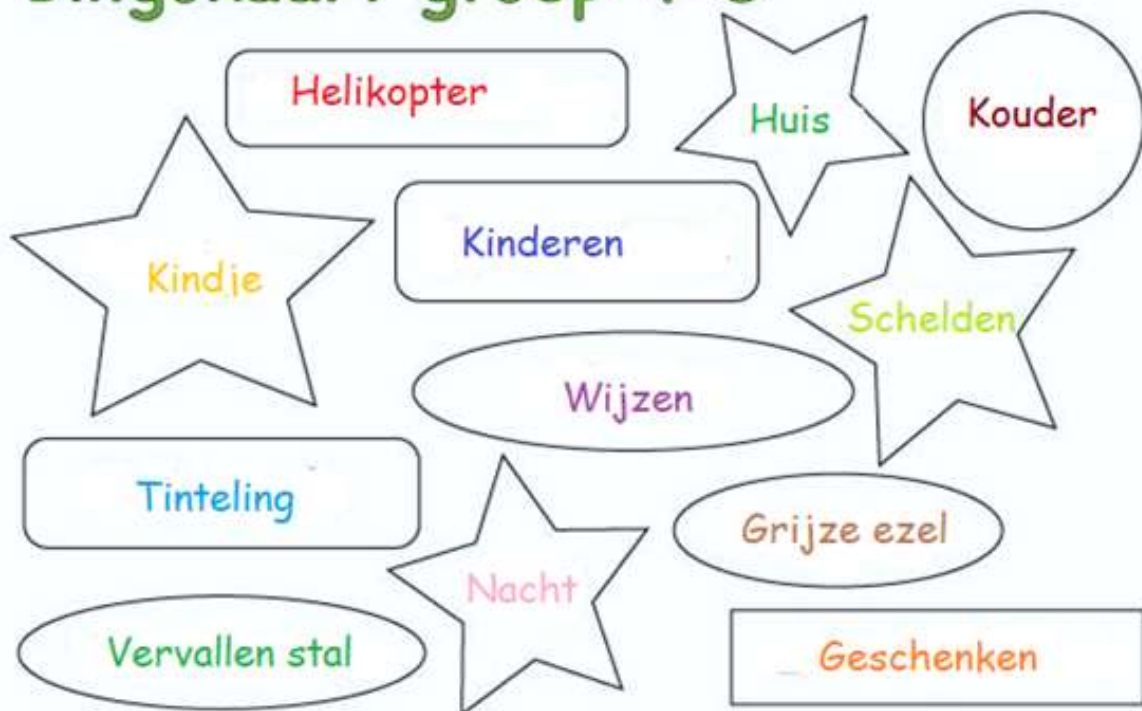 Helikopter
Huis
Kouder
Kindje
Kinderen
Schelden
Wijzen
Tinteling
Nacht
Grijze ezel
Vervallen stal
Geschenken